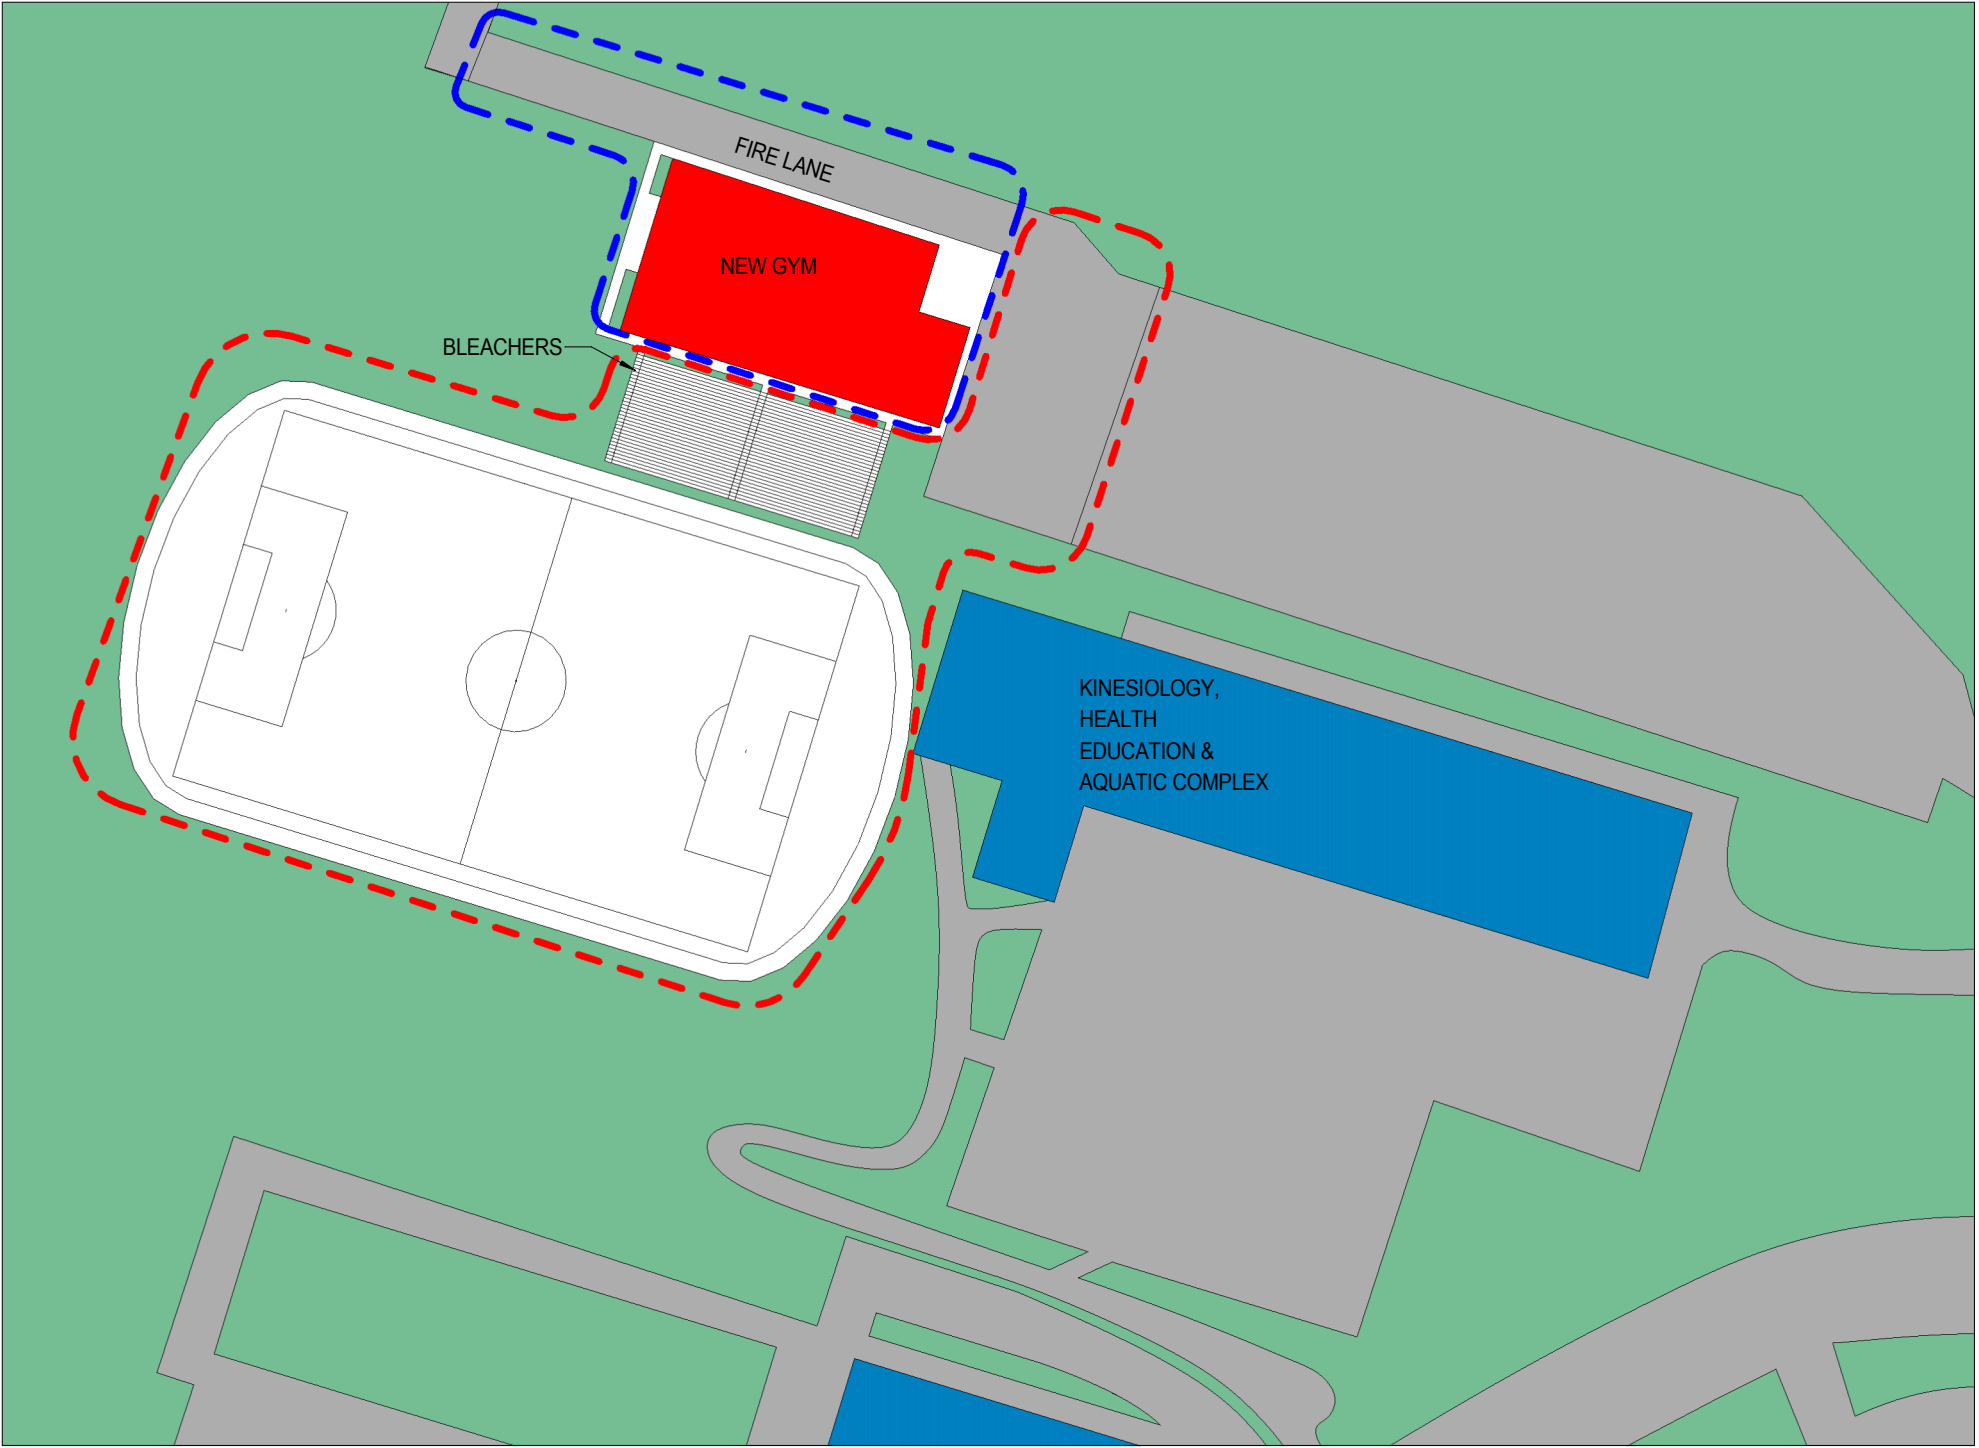 FIRE LANE
NEW GYM
BLEACHERS
KINESIOLOGY,
HEALTH
EDUCATION &
AQUATIC COMPLEX